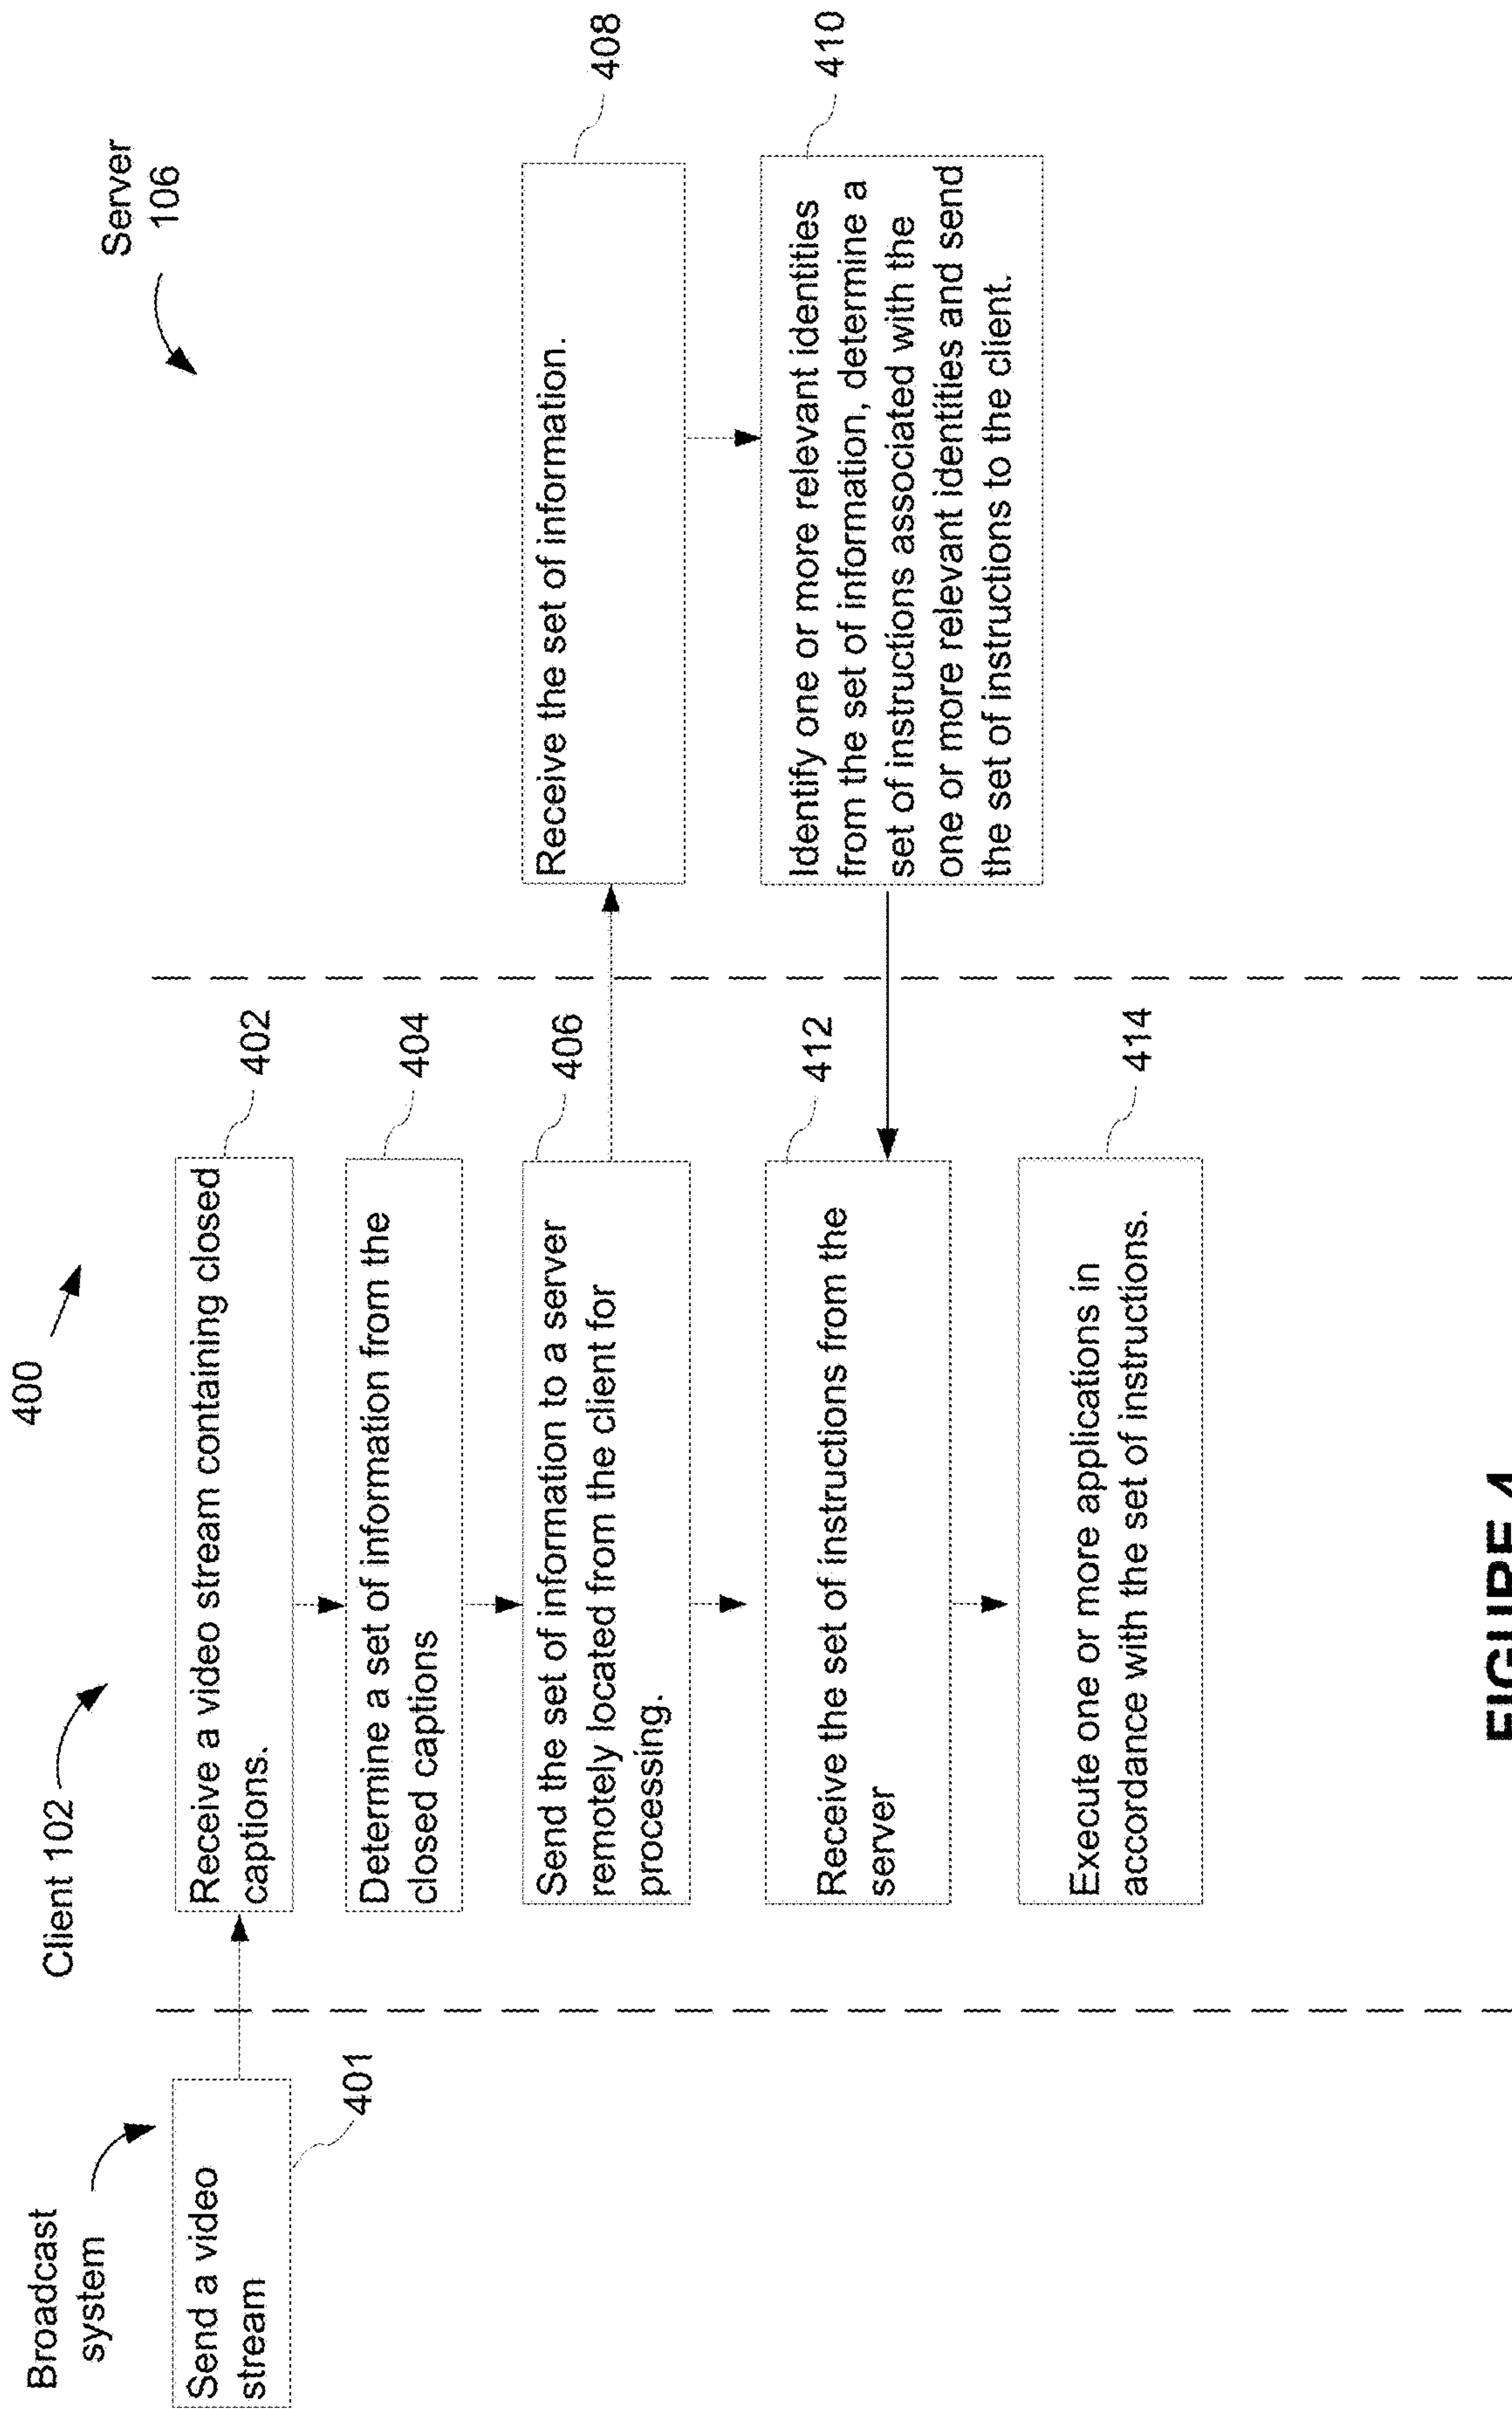 400
Broadcast
system
Client 102
Server
106
Send a video
stream
401
Receive a video stream containing closed
captions.
402
Determine a set of information from the
closed captions
404
Send the set of information to a server
remotely located from the client for
processing.
406
Receive the set of information.
408
Identify one or more relevant identities
from the set of information, determine a
set of instructions associated with the
one or more relevant identities and send
the set of instructions to the client.
410
Receive the set of instructions from the
server
412
Execute one or more applications in
accordance with the set of instructions.
414
FIGURE 4